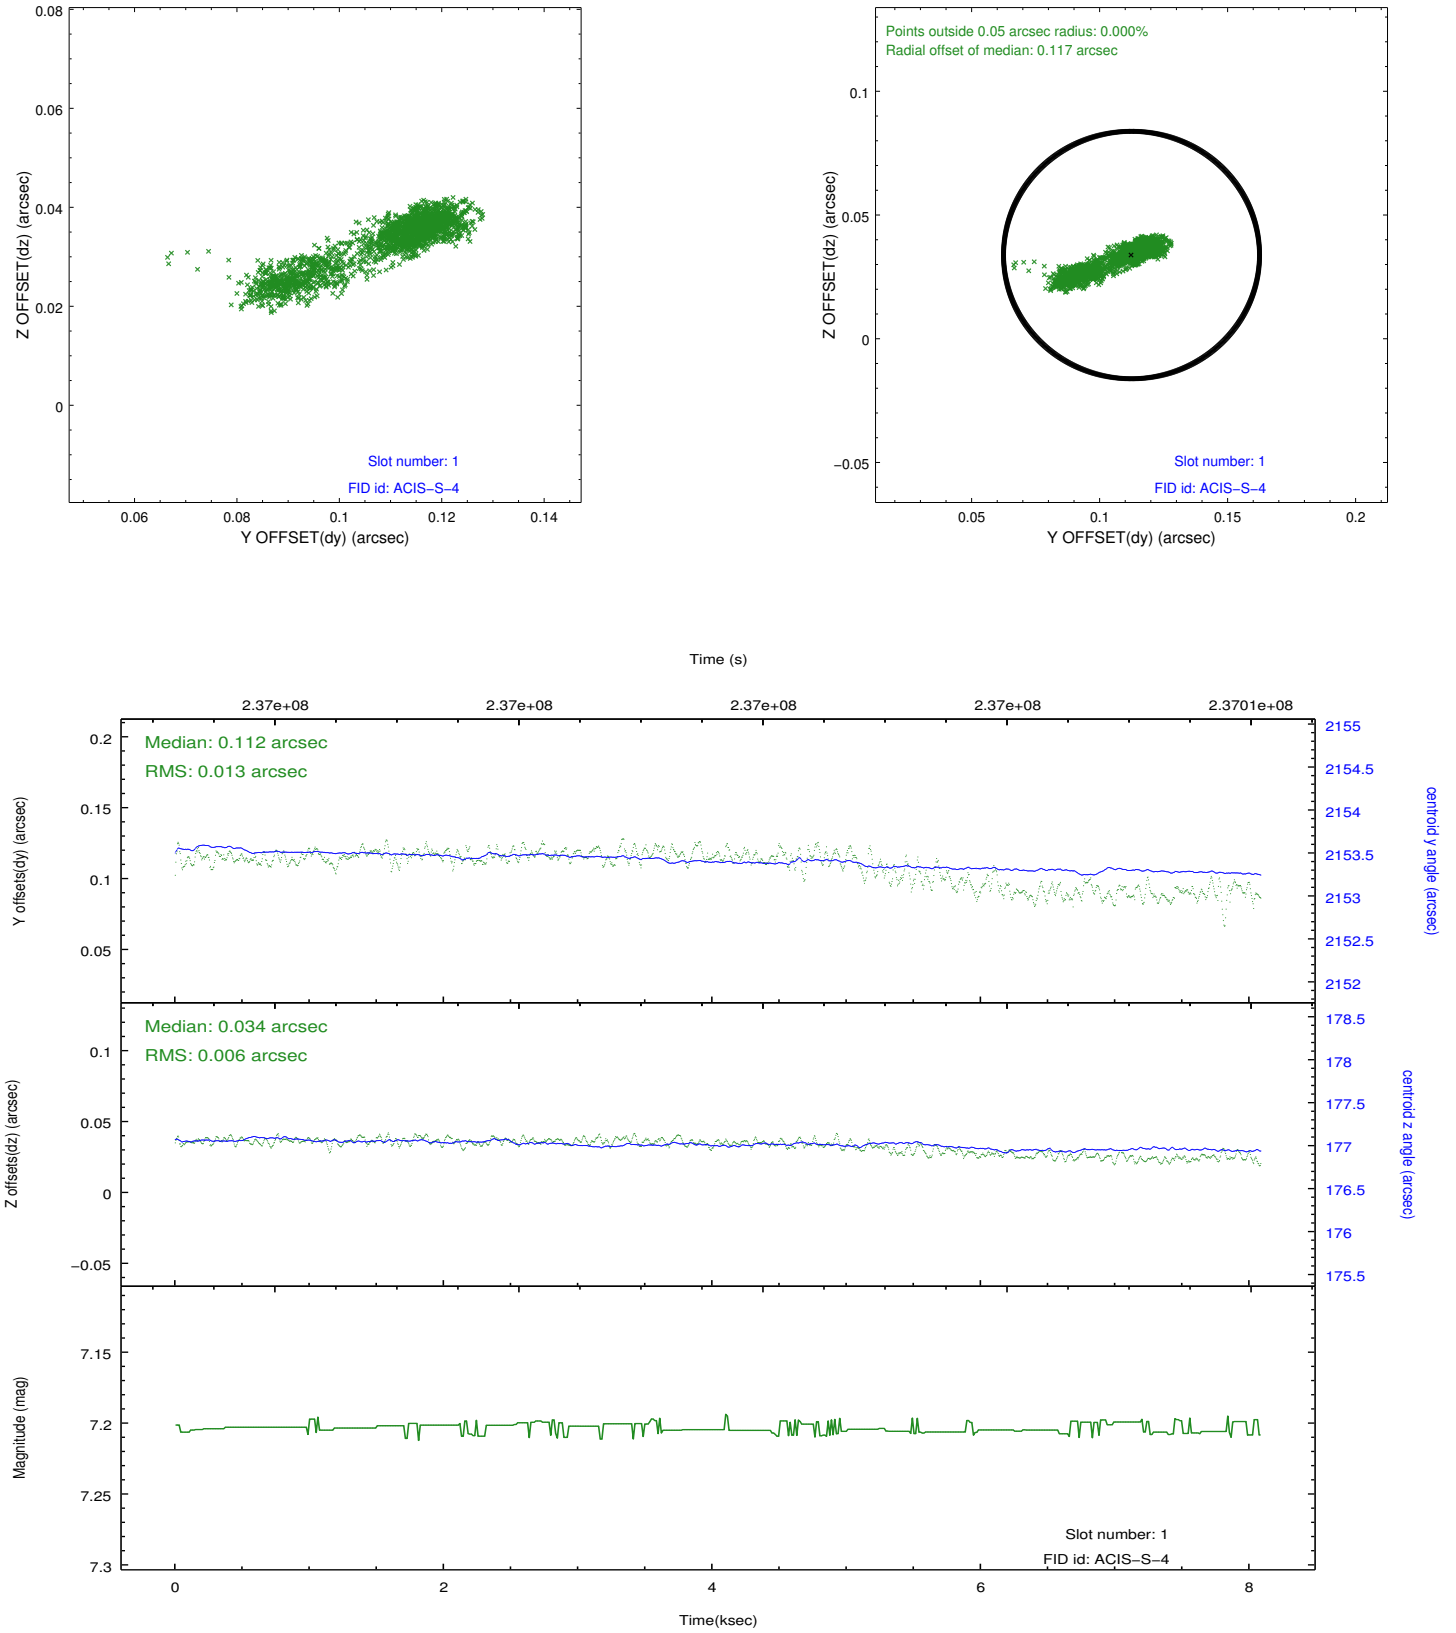 0.08
0.06
0.04
0.02
0
Z OFFSET(dz) (arcsec)
Slot number: 1
FID id: ACIS−S−4
0.06 0.08 0.1 0.12 0.14
Y OFFSET(dy) (arcsec)
Points outside 0.05 arcsec radius: 0.000%
Radial offset of median: 0.117 arcsec
0.1
0.05
0
−0.05
Z OFFSET(dz) (arcsec)
Slot number: 1
FID id: ACIS−S−4
0.05 0.1 0.15 0.2
Y OFFSET(dy) (arcsec)
Time (s)
2.37e+08 2.37e+08 2.37e+08 2.37e+08 2.3701e+08
Median: 0.112 arcsec
RMS: 0.013 arcsec
0.2
0.15
0.1
0.05
Y offsets(dy) (arcsec)
2155
2154.5
2154
2153.5
2153
2152.5
2152
centroid y angle (arcsec)
Median: 0.034 arcsec
RMS: 0.006 arcsec
0.1
0.05
0
−0.05
Z offsets(dz) (arcsec)
178.5
178
177.5
177
176.5
176
175.5
centroid z angle (arcsec)
7.15
7.2
7.25
7.3
Magnitude (mag)
Slot number: 1
FID id: ACIS−S−4
0 2 4 6 8
Time(ksec)